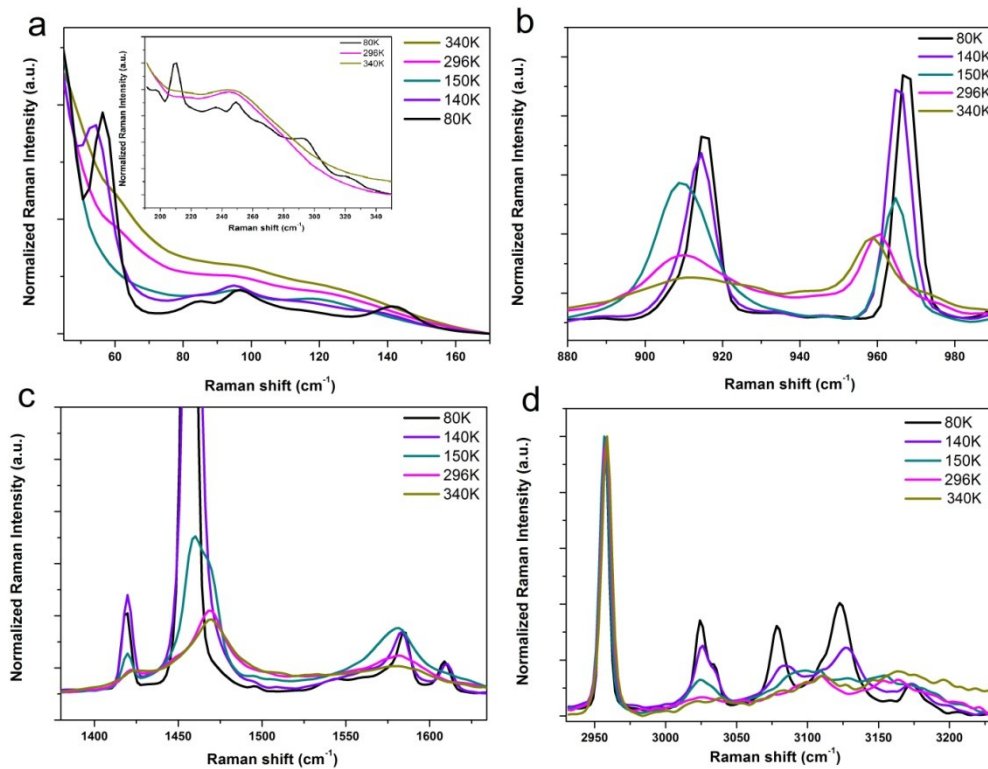 a
Normalized Raman Intensity (a.u.)
Normalized Raman Intensity (a.u.)
80K
296K
340K
200 220 240 260 280 300 320 340
Raman shift (cm-1)
340K
296K
150K
140K
80K
60 80 100 120 140 160
Raman shift (cm-1)
b
Normalized Raman Intensity (a.u.)
80K
140K
150K
296K
340K
880 900 920 940 960 980
Raman shift (cm-1)
c
Normalized Raman Intensity (a.u.)
80K
140K
150K
296K
340K
1400 1450 1500 1550 1600
Raman shift (cm-1)
d
Normalized Raman Intensity (a.u.)
80K
140K
150K
296K
340K
2950 3000 3050 3100 3150 3200
Raman shift (cm-1)